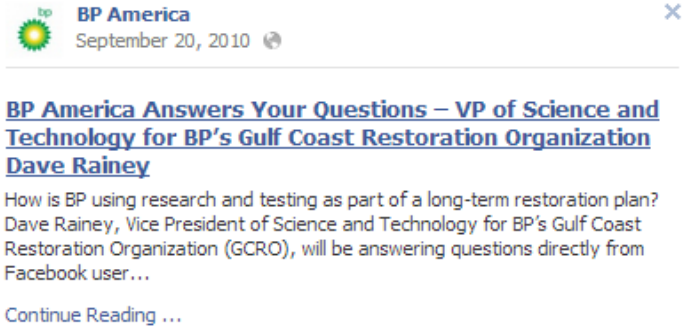 bp
BP America
September 20, 2010
BP America Answers Your Questions – VP of Science and
Technology for BP's Gulf Coast Restoration Organization
Dave Rainey
How is BP using research and testing as part of a long-term restoration plan?
Dave Rainey, Vice President of Science and Technology for BP's Gulf Coast
Restoration Organization (GCRO), will be answering questions directly from
Facebook user...
Continue Reading ...